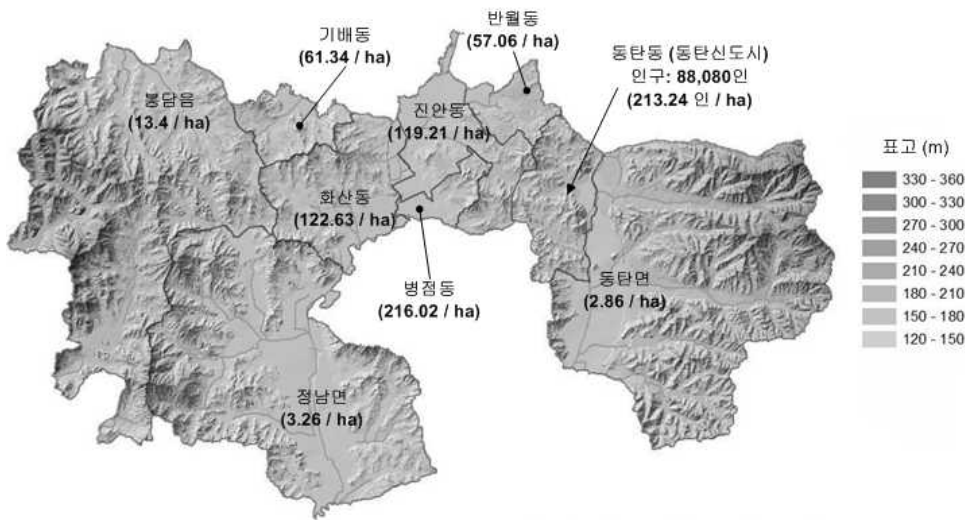 기배동
(61.34 / ha)
반월동
(57.06 / ha)
동탄동 (동탄신도시)
인구: 88,080인
(213.24 인 / ha)
봉담음
(13.4 / ha)
진안동
(119.21 / ha)
화산동
(122.63 / ha)
병점동
(216.02 / ha)
동탄면
(2.86 / ha)
정남면
(3.26 / ha)
표고 (m)
330 - 360
300 - 330
270 - 300
240 - 270
210 - 240
180 - 210
150 - 180
120 - 150